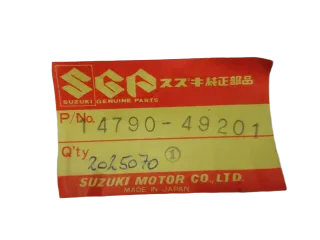 SGP スズキ純正部品
SUZUKI GENUINE PARTS
P/No. 14790-49201
Q'ty 2025070 ①
SUZUKI MOTOR CO., LTD.
MADE IN JAPAN